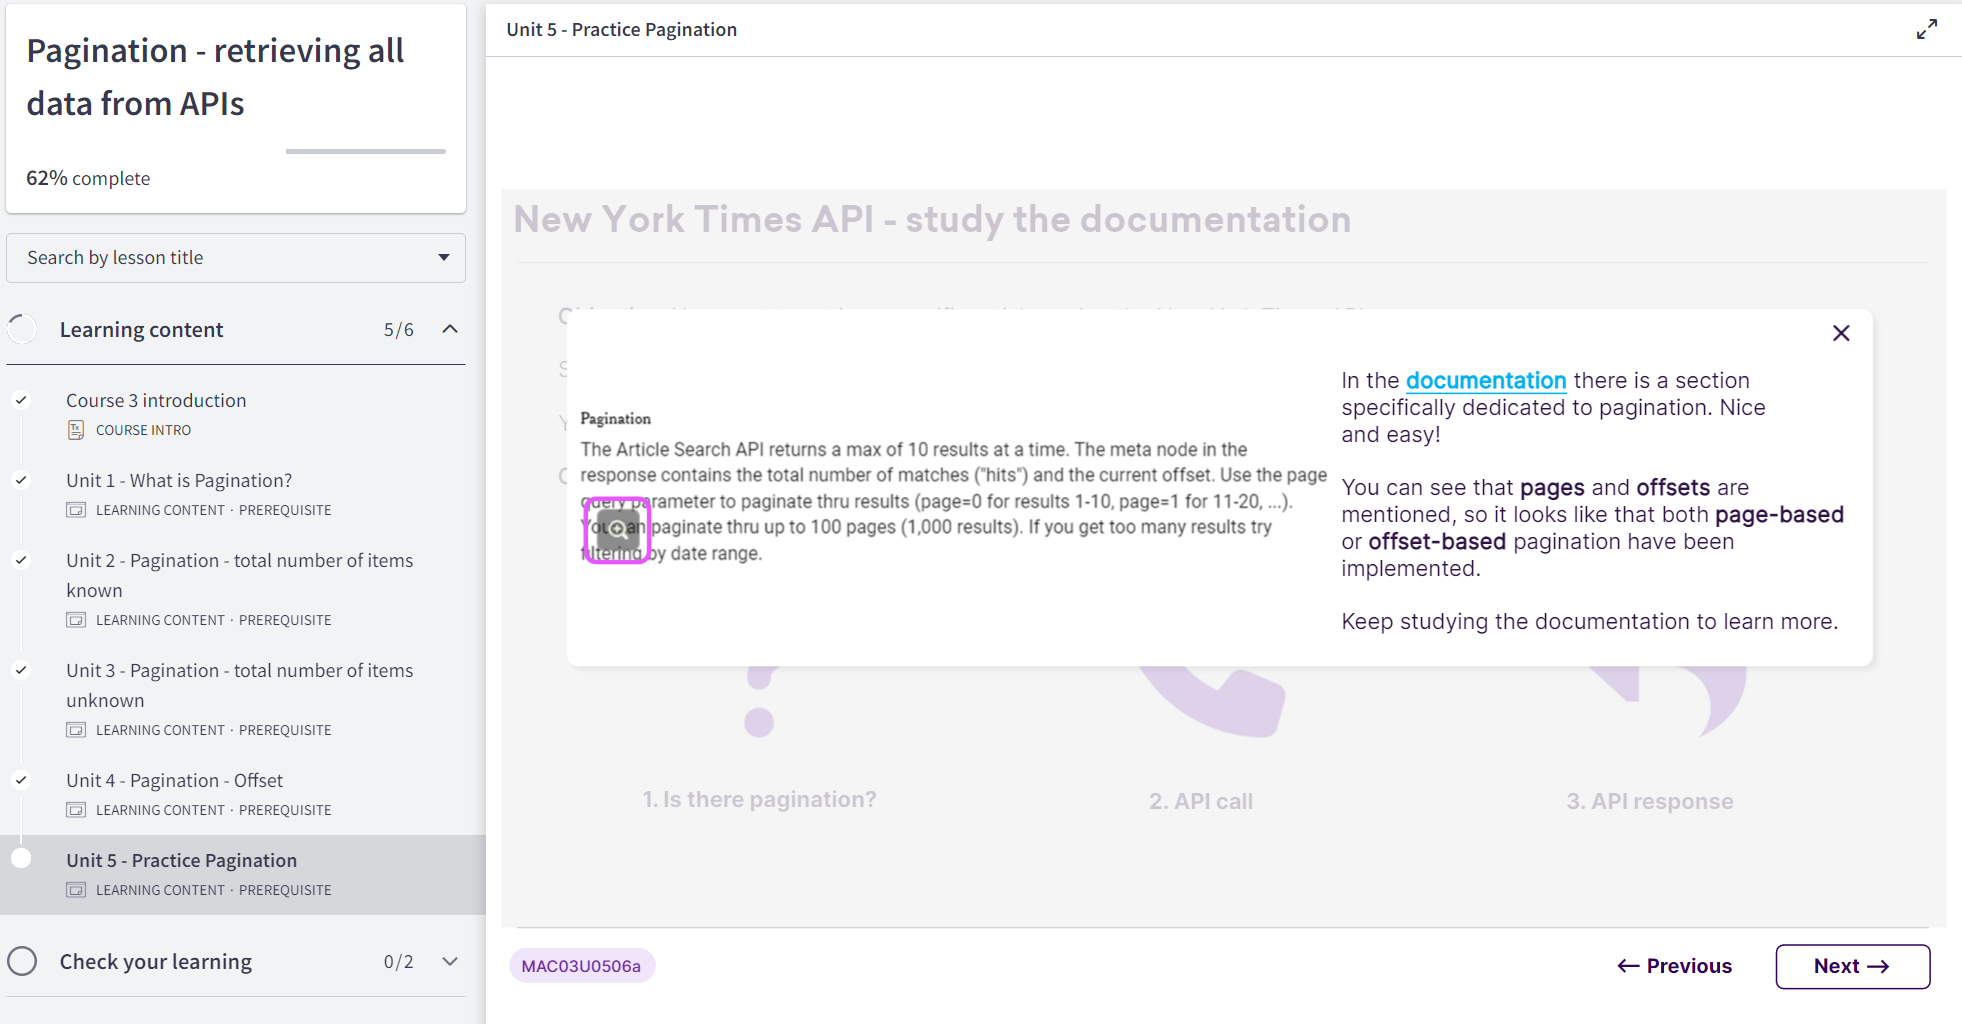 Pagination - retrieving all
data from APIs
62% complete
Search by lesson title
Learning content 5/6
Course 3 introduction
COURSE INTRO
Unit 1 - What is Pagination?
LEARNING CONTENT · PREREQUISITE
Unit 2 - Pagination - total number of items
known
LEARNING CONTENT · PREREQUISITE
Unit 3 - Pagination - total number of items
unknown
LEARNING CONTENT · PREREQUISITE
Unit 4 - Pagination - Offset
LEARNING CONTENT · PREREQUISITE
Unit 5 - Practice Pagination
LEARNING CONTENT · PREREQUISITE
Check your learning 0/2
Unit 5 - Practice Pagination
New York Times API - study the documentation
Pagination
The Article Search API returns a max of 10 results at a time. The meta node in the
response contains the total number of matches ("hits") and the current offset. Use the page
query parameter to paginate thru results (page=0 for results 1-10, page=1 for 11-20, ...).
You can paginate thru up to 100 pages (1,000 results). If you get too many results try
filtering by date range.
In the documentation there is a section
specifically dedicated to pagination. Nice
and easy!
You can see that pages and offsets are
mentioned, so it looks like that both page-based
or offset-based pagination have been
implemented.
Keep studying the documentation to learn more.
1. Is there pagination?
2. API call
3. API response
MAC03U0506a
Previous
Next